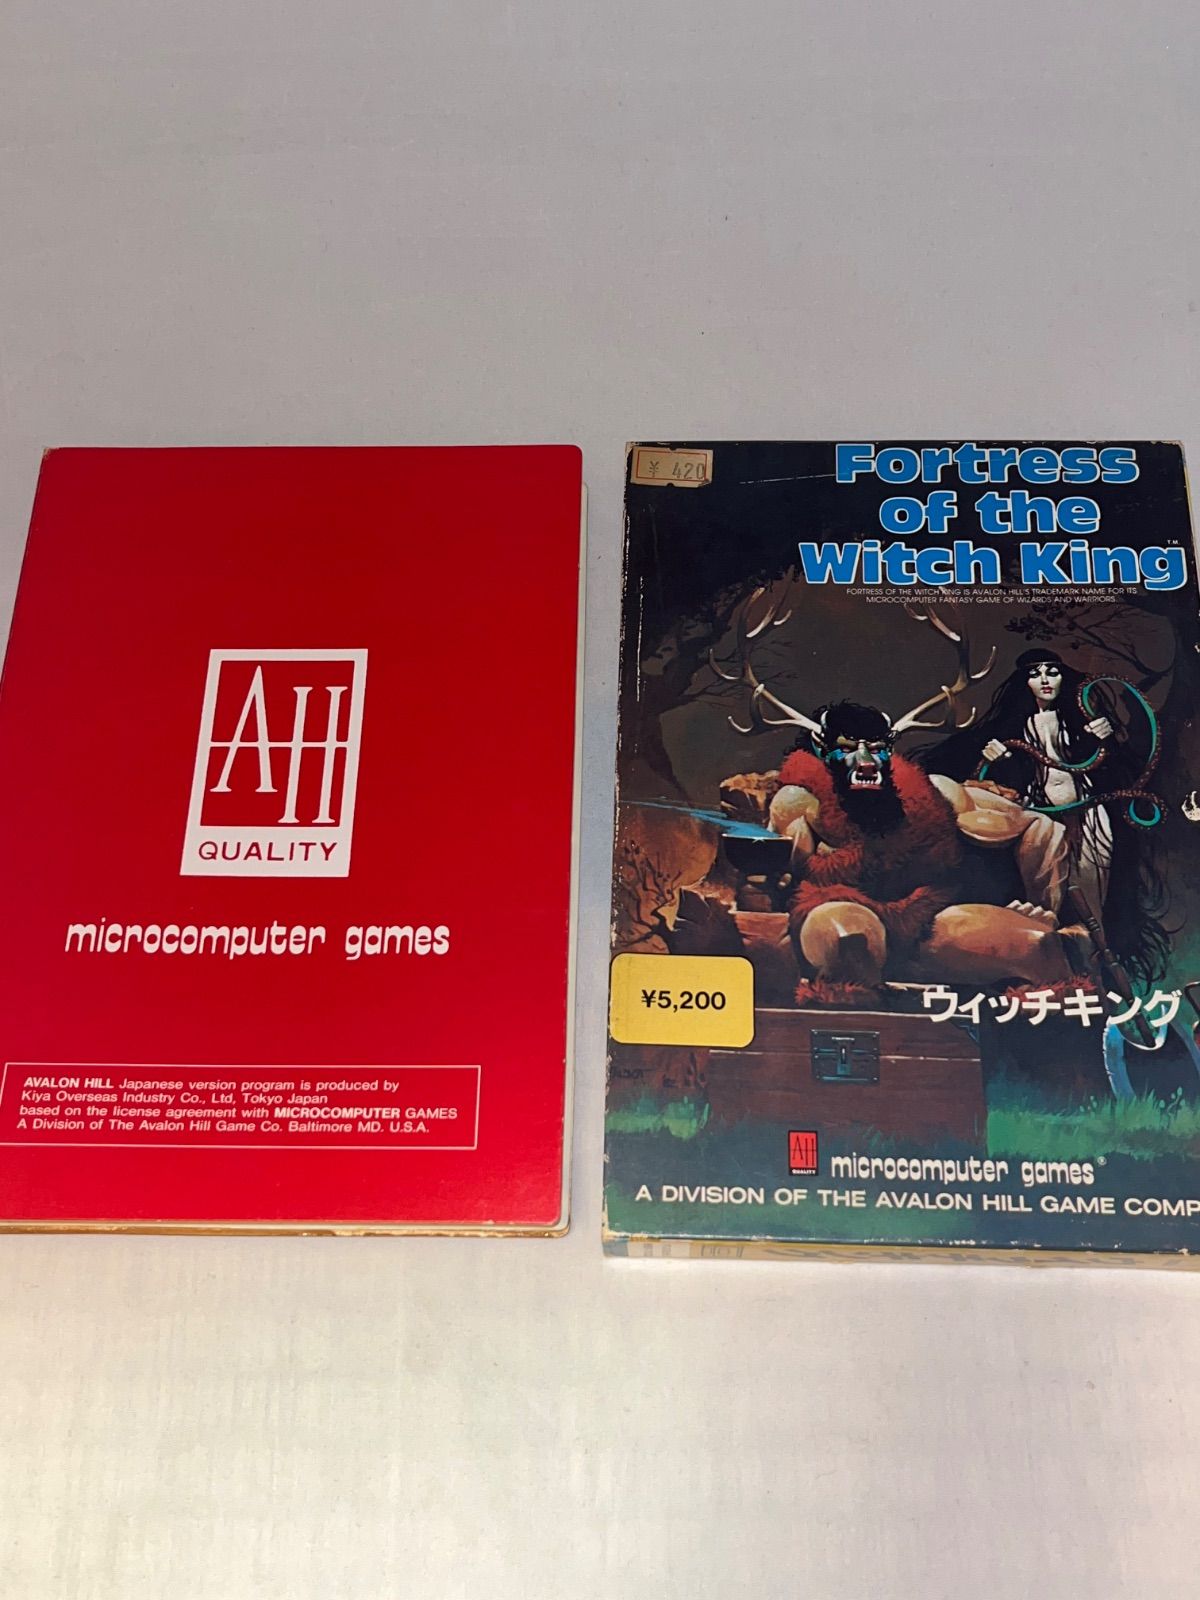 AH
QUALITY
microcomputer games
AVALON HILL Japanese version program is produced by
Kiya Overseas Industry Co., Ltd, Tokyo Japan
based on the license agreement with MICROCOMPUTER GAMES
A Division of The Avalon Hill Game Co. Baltimore MD. U.S.A.
¥ 420
Fortress
of the
Witch King
T.M.
FORTRESS OF THE WITCH KING IS AVALON HILL'S TRADEMARK NAME FOR ITS
MICROCOMPUTER FANTASY GAME OF WIZARDS AND WARRIORS.
¥5,200
ウィッチキング
AH
QUALITY
microcomputer games®
A DIVISION OF THE AVALON HILL GAME COMP